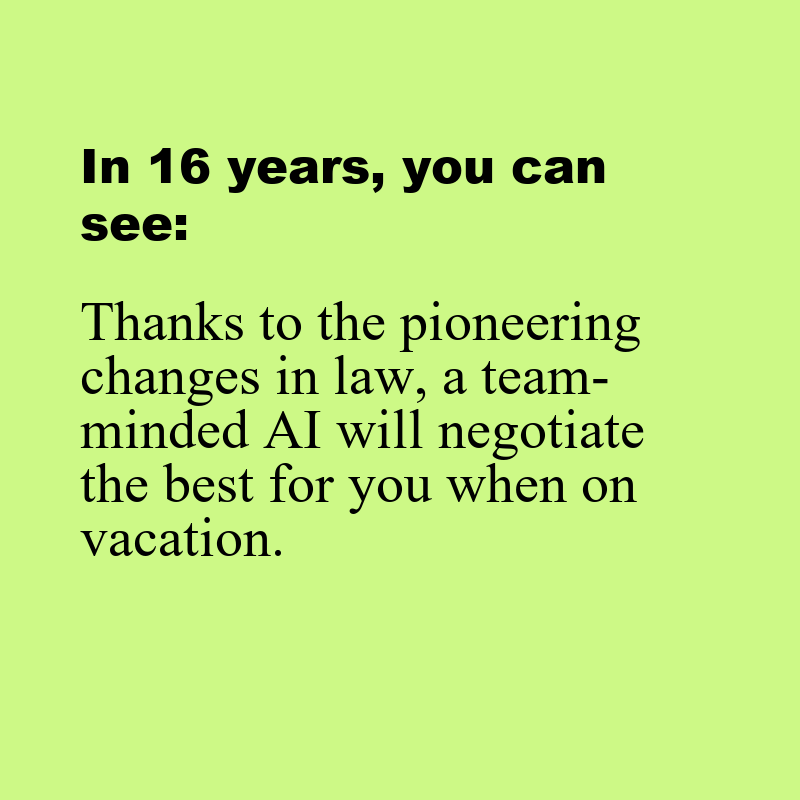 In 16 years, you can
see:
Thanks to the pioneering
changes in law, a team-
minded AI will negotiate
the best for you when on
vacation.